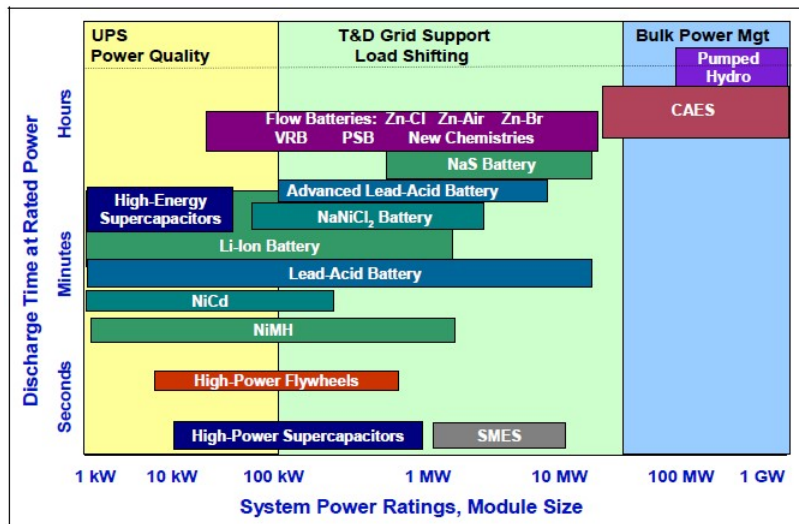 UPS
Power Quality
T&D Grid Support
Load Shifting
Bulk Power Mgt
Pumped
Hydro
CAES
Flow Batteries: Zn-Cl Zn-Air Zn-Br
VRB PSB New Chemistries
NaS Battery
Advanced Lead-Acid Battery
High-Energy
Supercapacitors
NaNiCl₂ Battery
Li-Ion Battery
Lead-Acid Battery
NiCd
NiMH
High-Power Flywheels
High-Power Supercapacitors
SMES
Discharge Time at Rated Power
Hours
Minutes
Seconds
1 kW 10 kW 100 kW 1 MW 10 MW 100 MW 1 GW
System Power Ratings, Module Size